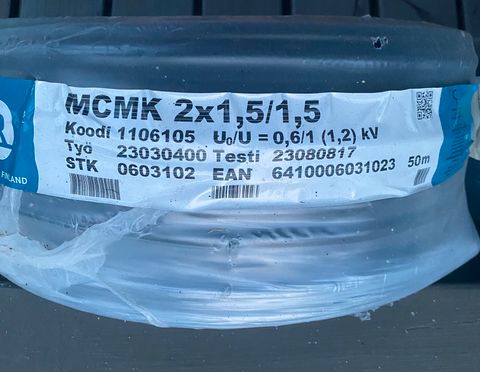 MCMK 2x1,5/1,5
Koodi 1106105 U₀/U = 0,6/1 (1,2) kV
Työ 23030400 Testi 23080817
STK 0603102 EAN 6410006031023 50m
FINLAND